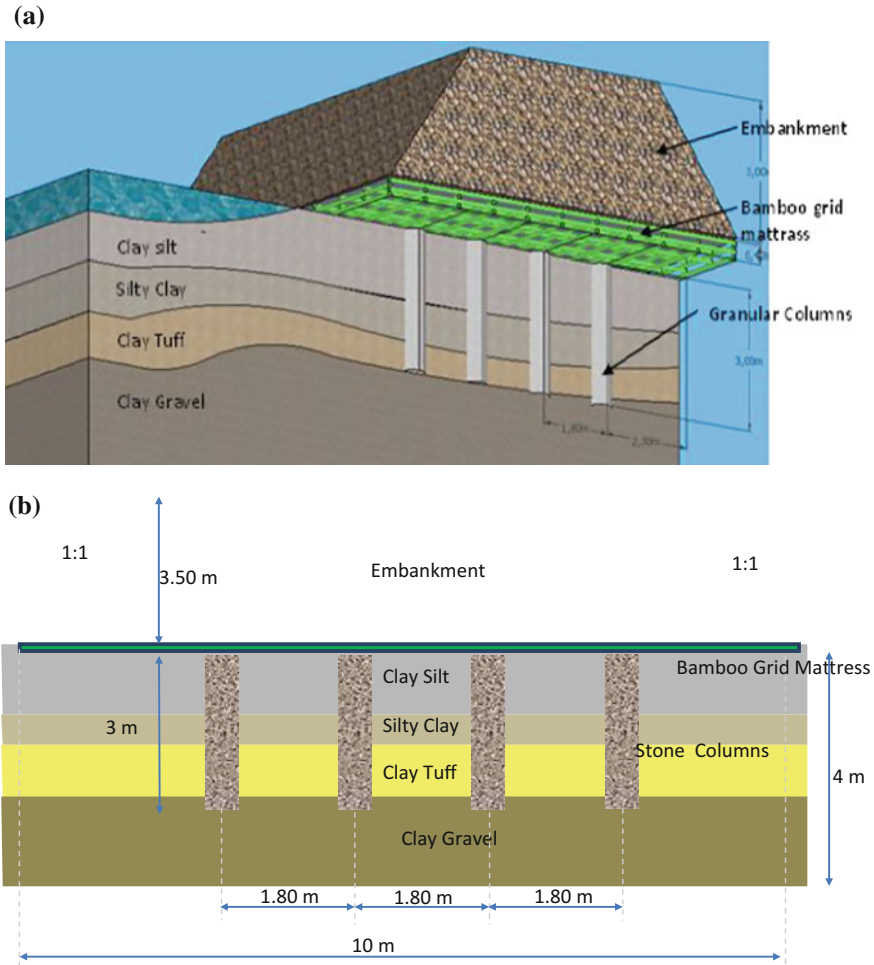 (a)
Embankment
Bamboo grid
mattrass
Clay silt
Silty Clay
Granular Columns
Clay Tuff
3,00m
Clay Gravel
1,80m
2,30m
(b)
1:1
1:1
3.50 m
Embankment
Bamboo Grid Mattress
Clay Silt
3 m
Silty Clay
Stone Columns
Clay Tuff
4 m
Clay Gravel
1.80 m
1.80 m
1.80 m
10 m